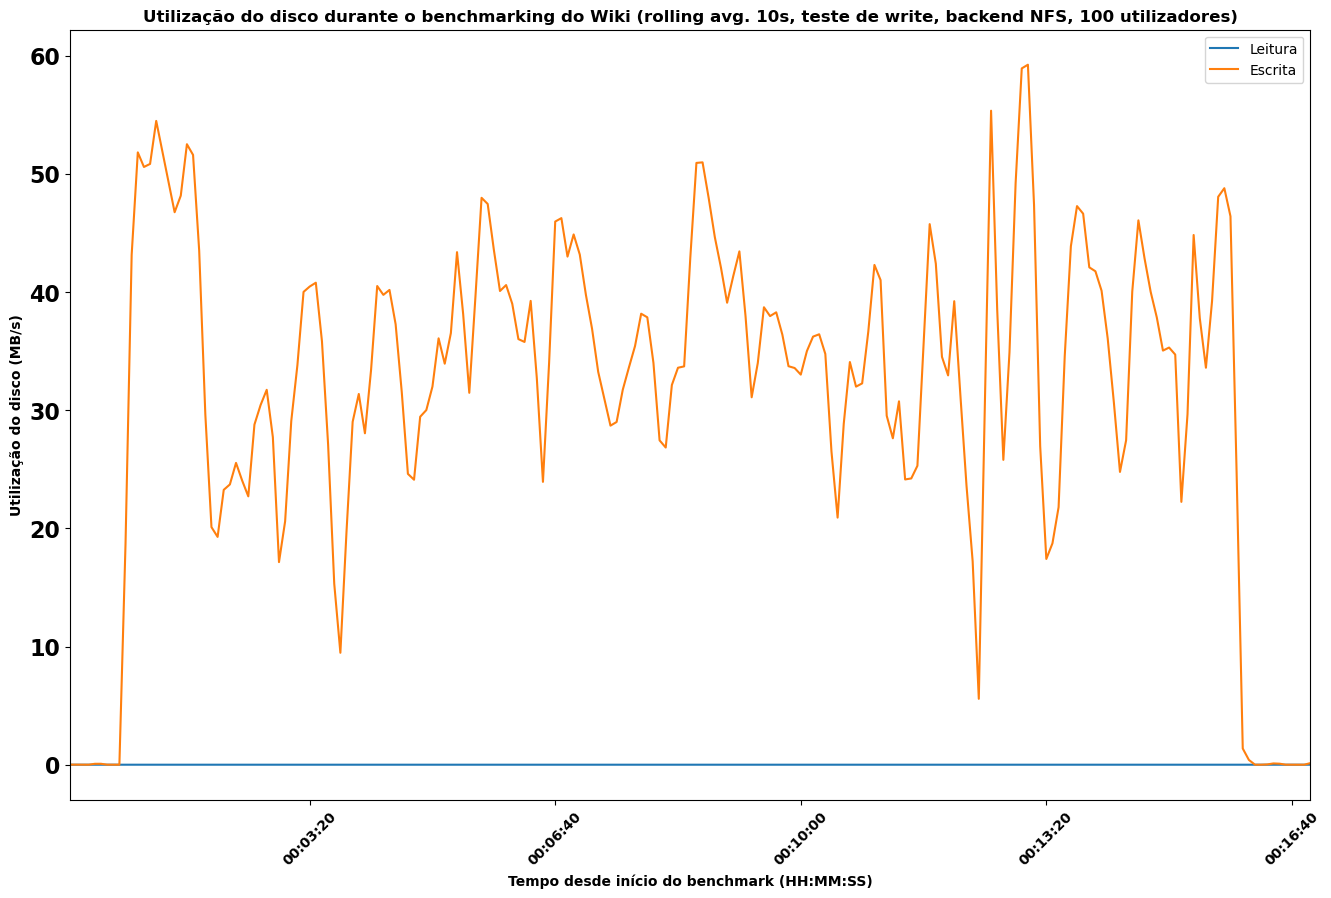 Utilização do disco durante o benchmarking do Wiki (rolling avg. 10s, teste de write, backend NFS, 100 utilizadores)
Leitura
Escrita
60
50
40
30
20
10
0
Utilização do disco (MB/s)
00:03:20
00:06:40
00:10:00
00:13:20
00:16:40
Tempo desde início do benchmark (HH:MM:SS)